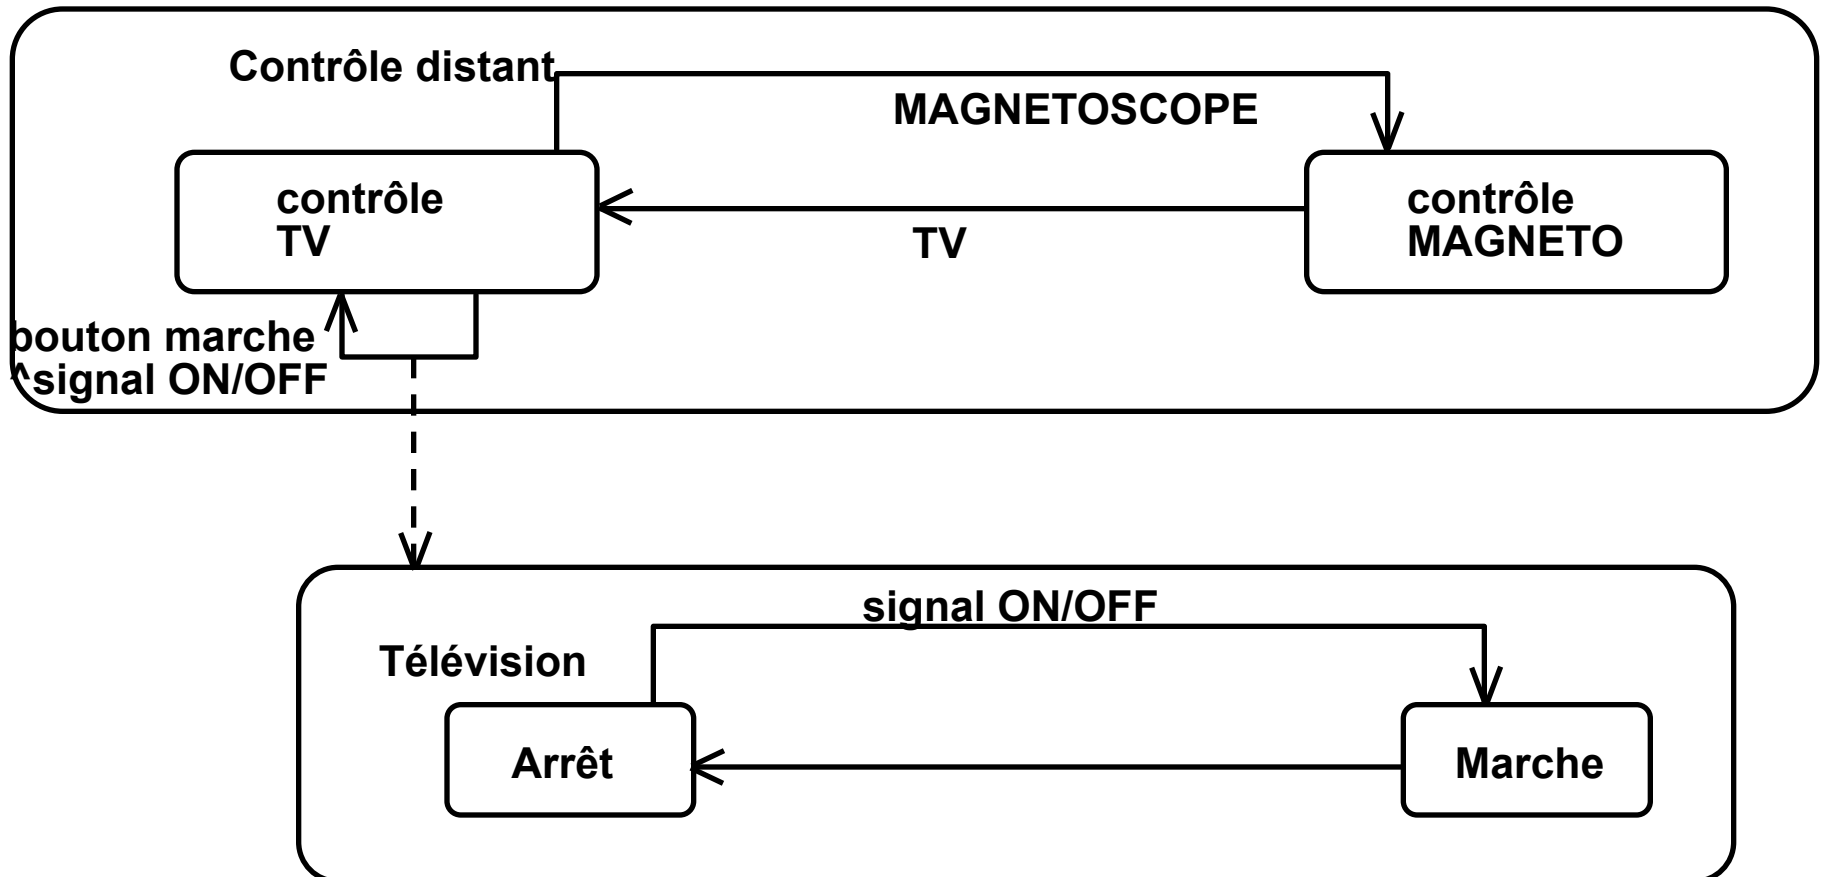 Contrôle distant
MAGNETOSCOPE
contrôle
TV
TV
contrôle
MAGNETO
bouton marche
^signal ON/OFF
signal ON/OFF
Télévision
Arrêt
Marche